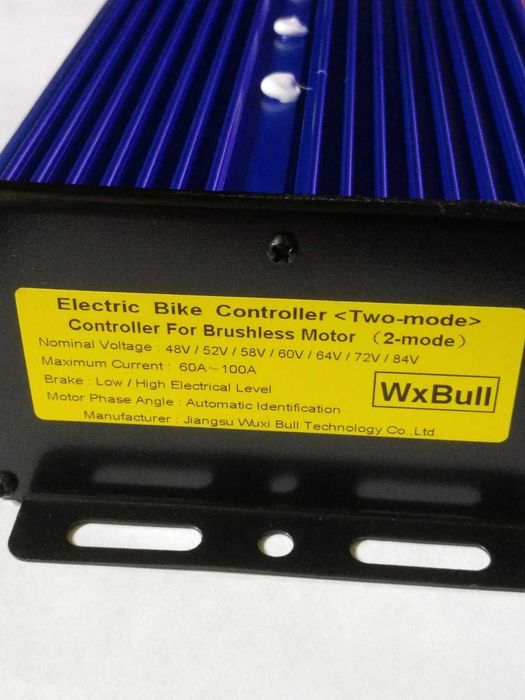 Electric Bike Controller <Two-mode>
Controller For Brushless Motor （2-mode）
Nominal Voltage : 48V / 52V / 58V / 60V / 64V / 72V / 84V
Maximum Current : 60A～100A
Brake : Low / High Electrical Level
Motor Phase Angle : Automatic Identification
Manufacturer : Jiangsu Wuxi Bull Technology Co.,Ltd.
WxBull